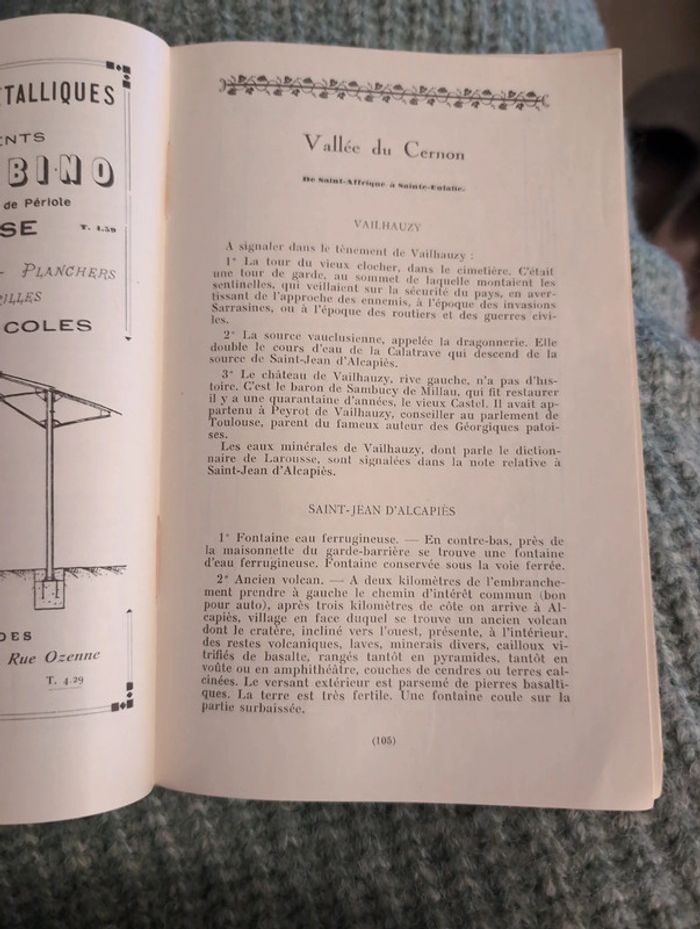 TALLIQUES
ENTS
BINO
de Périole
SE T. 4.59
- PLANCHERS
ILLES
COLES
DES
Rue Ozenne
T. 4.29
Vallée du Cernon
De Saint-Affrique à Sainte-Eulalie.
VAILHAUZY
A signaler dans le tènement de Vailhauzy :
1° La tour du vieux clocher, dans le cimetière. C'était
une tour de garde, au sommet de laquelle montaient les
sentinelles, qui veillaient sur la sécurité du pays, en aver-
tissant de l'approche des ennemis, à l'époque des invasions
Sarrasines, ou à l'époque des routiers et des guerres civi-
les.
2° La source vauclusienne, appelée la dragonnerie. Elle
double le cours d'eau de la Calatrave qui descend de la
source de Saint-Jean d'Alcapiès.
3° Le château de Vailhauzy, rive gauche, n'a pas d'his-
toire. C'est le baron de Sambucy de Millau, qui fit restaurer
il y a une quarantaine d'années, le vieux Castel. Il avait ap-
partenu à Peyrot de Vailhauzy, conseiller au parlement de
Toulouse, parent du fameux auteur des Géorgiques patoi-
ses.
Les eaux minérales de Vailhauzy, dont parle le diction-
naire de Larousse, sont signalées dans la note relative à
Saint-Jean d'Alcapiès.
SAINT-JEAN D'ALCAPIÈS
1° Fontaine eau ferrugineuse. — En contre-bas, près de
la maisonnette du garde-barrière se trouve une fontaine
d'eau ferrugineuse. Fontaine conservée sous la voie ferrée.
2° Ancien volcan. — A deux kilomètres de l'embranche-
ment prendre à gauche le chemin d'intérêt commun (bon
pour auto), après trois kilomètres de côte on arrive à Al-
capiès, village en face duquel se trouve un ancien volcan
dont le cratère, incliné vers l'ouest, présente, à l'intérieur,
des restes volcaniques, laves, minerais divers, cailloux vi-
trifiés de basalte, rangés tantôt en pyramides, tantôt en
voûte ou en amphithéâtre, couches de cendres ou terres cal-
cinées. Le versant extérieur est parsemé de pierres basalti-
ques. La terre est très fertile. Une fontaine coule sur la
partie surbaissée.
(105)